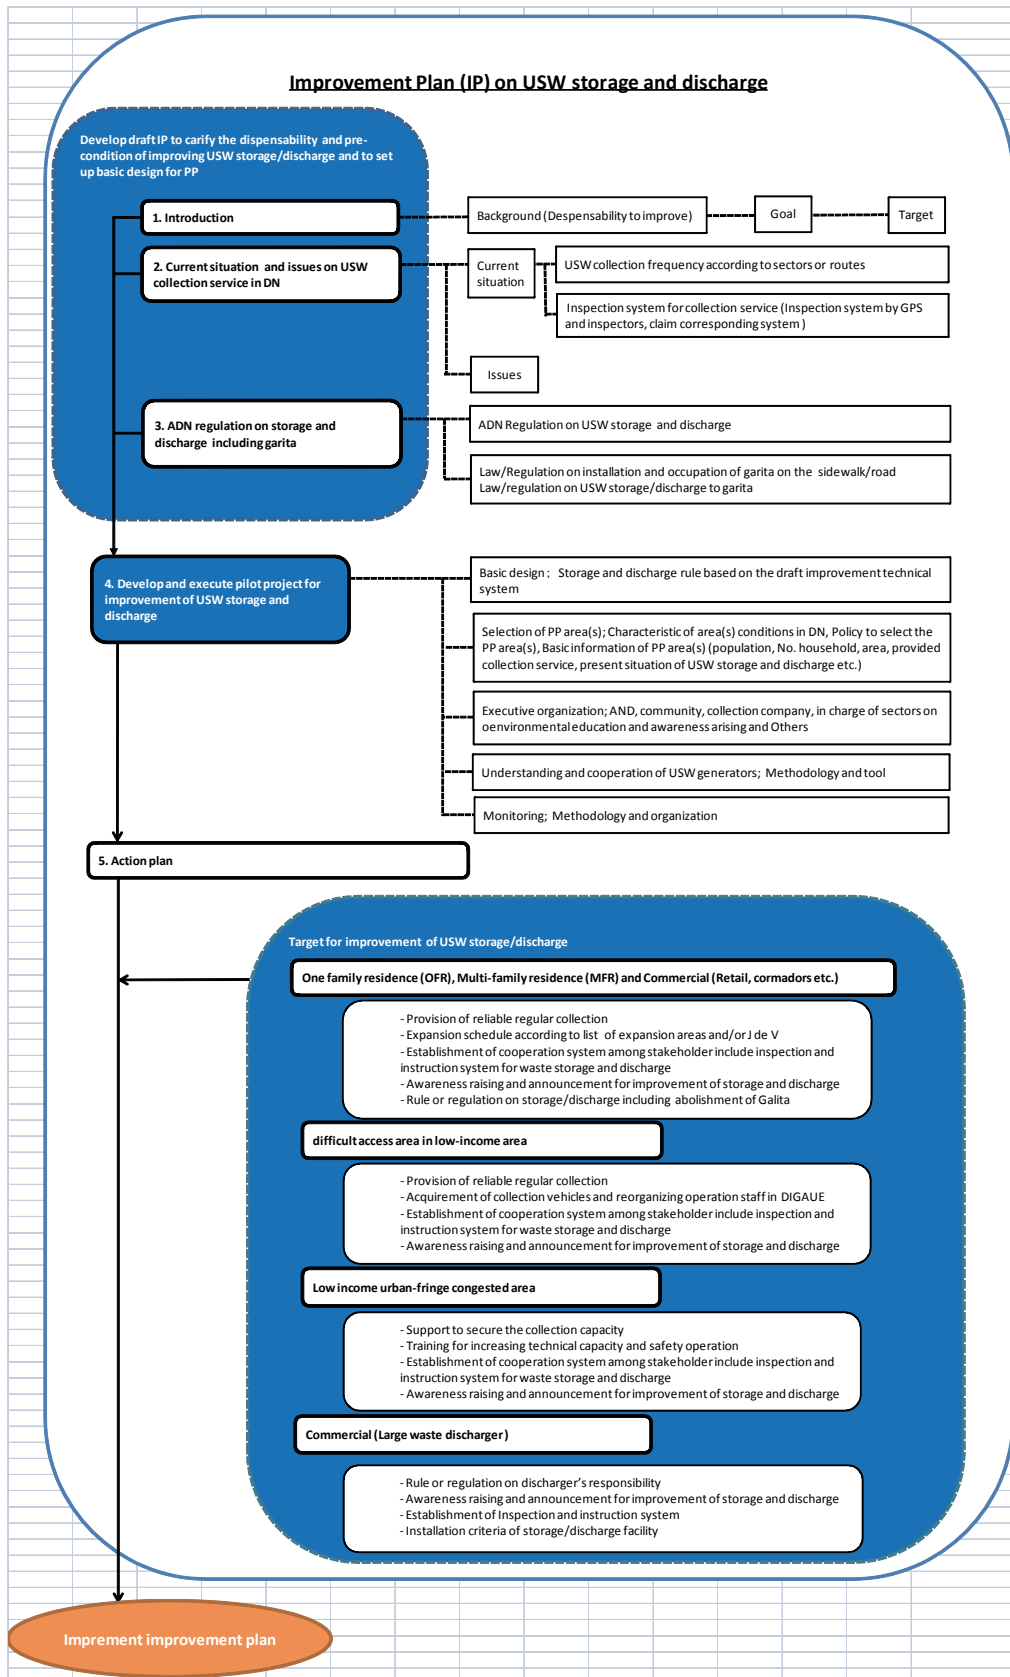 Improvement Plan (IP) on USW storage and discharge
Develop draft IP to carify the dispensability and pre-
condition of improving USW storage/discharge and to set
up basic design for PP
1. Introduction
Background (Despensability to improve)
Goal
Target
2. Current situation and issues on USW
collection service in DN
Current
situation
USW collection frequency according to sectors or routes
Inspection system for collection service (Inspection system by GPS
and inspectors, claim corresponding system )
Issues
3. ADN regulation on storage and
discharge including garita
ADN Regulation on USW storage and discharge
Law/Regulation on installation and occupation of garita on the sidewalk/road
Law/regulation on USW storage/discharge to garita
4. Develop and execute pilot project for
improvement of USW storage and
discharge
Basic design ; Storage and discharge rule based on the draft improvement technical
system
Selection of PP area(s); Characteristic of area(s) conditions in DN, Policy to select the
PP area(s), Basic information of PP area(s) (population, No. household, area, provided
collection service, present situation of USW storage and discharge etc.)
Executive organization; AND, community, collection company, in charge of sectors on
oenvironmental education and awareness arising and Others
Understanding and cooperation of USW generators; Methodology and tool
Monitoring; Methodology and organization
5. Action plan
Target for improvement of USW storage/discharge
One family residence (OFR), Multi-family residence (MFR) and Commercial (Retail, cormadors etc.)
- Provision of reliable regular collection
- Expansion schedule according to list of expansion areas and/or J de V
- Establishment of cooperation system among stakeholder include inspection and
instruction system for waste storage and discharge
- Awareness raising and announcement for improvement of storage and discharge
- Rule or regulation on storage/discharge including abolishment of Galita
difficult access area in low-income area
- Provision of reliable regular collection
- Acquirement of collection vehicles and reorganizing operation staff in DIGAUE
- Establishment of cooperation system among stakeholder include inspection and
instruction system for waste storage and discharge
- Awareness raising and announcement for improvement of storage and discharge
Low income urban-fringe congested area
- Support to secure the collection capacity
- Training for increasing technical capacity and safety operation
- Establishment of cooperation system among stakeholder include inspection and
instruction system for waste storage and discharge
- Awareness raising and announcement for improvement of storage and discharge
Commercial (Large waste discharger )
- Rule or regulation on discharger's responsibility
- Awareness raising and announcement for improvement of storage and discharge
- Establishment of Inspection and instruction system
- Installation criteria of storage/discharge facility
Imprement improvement plan